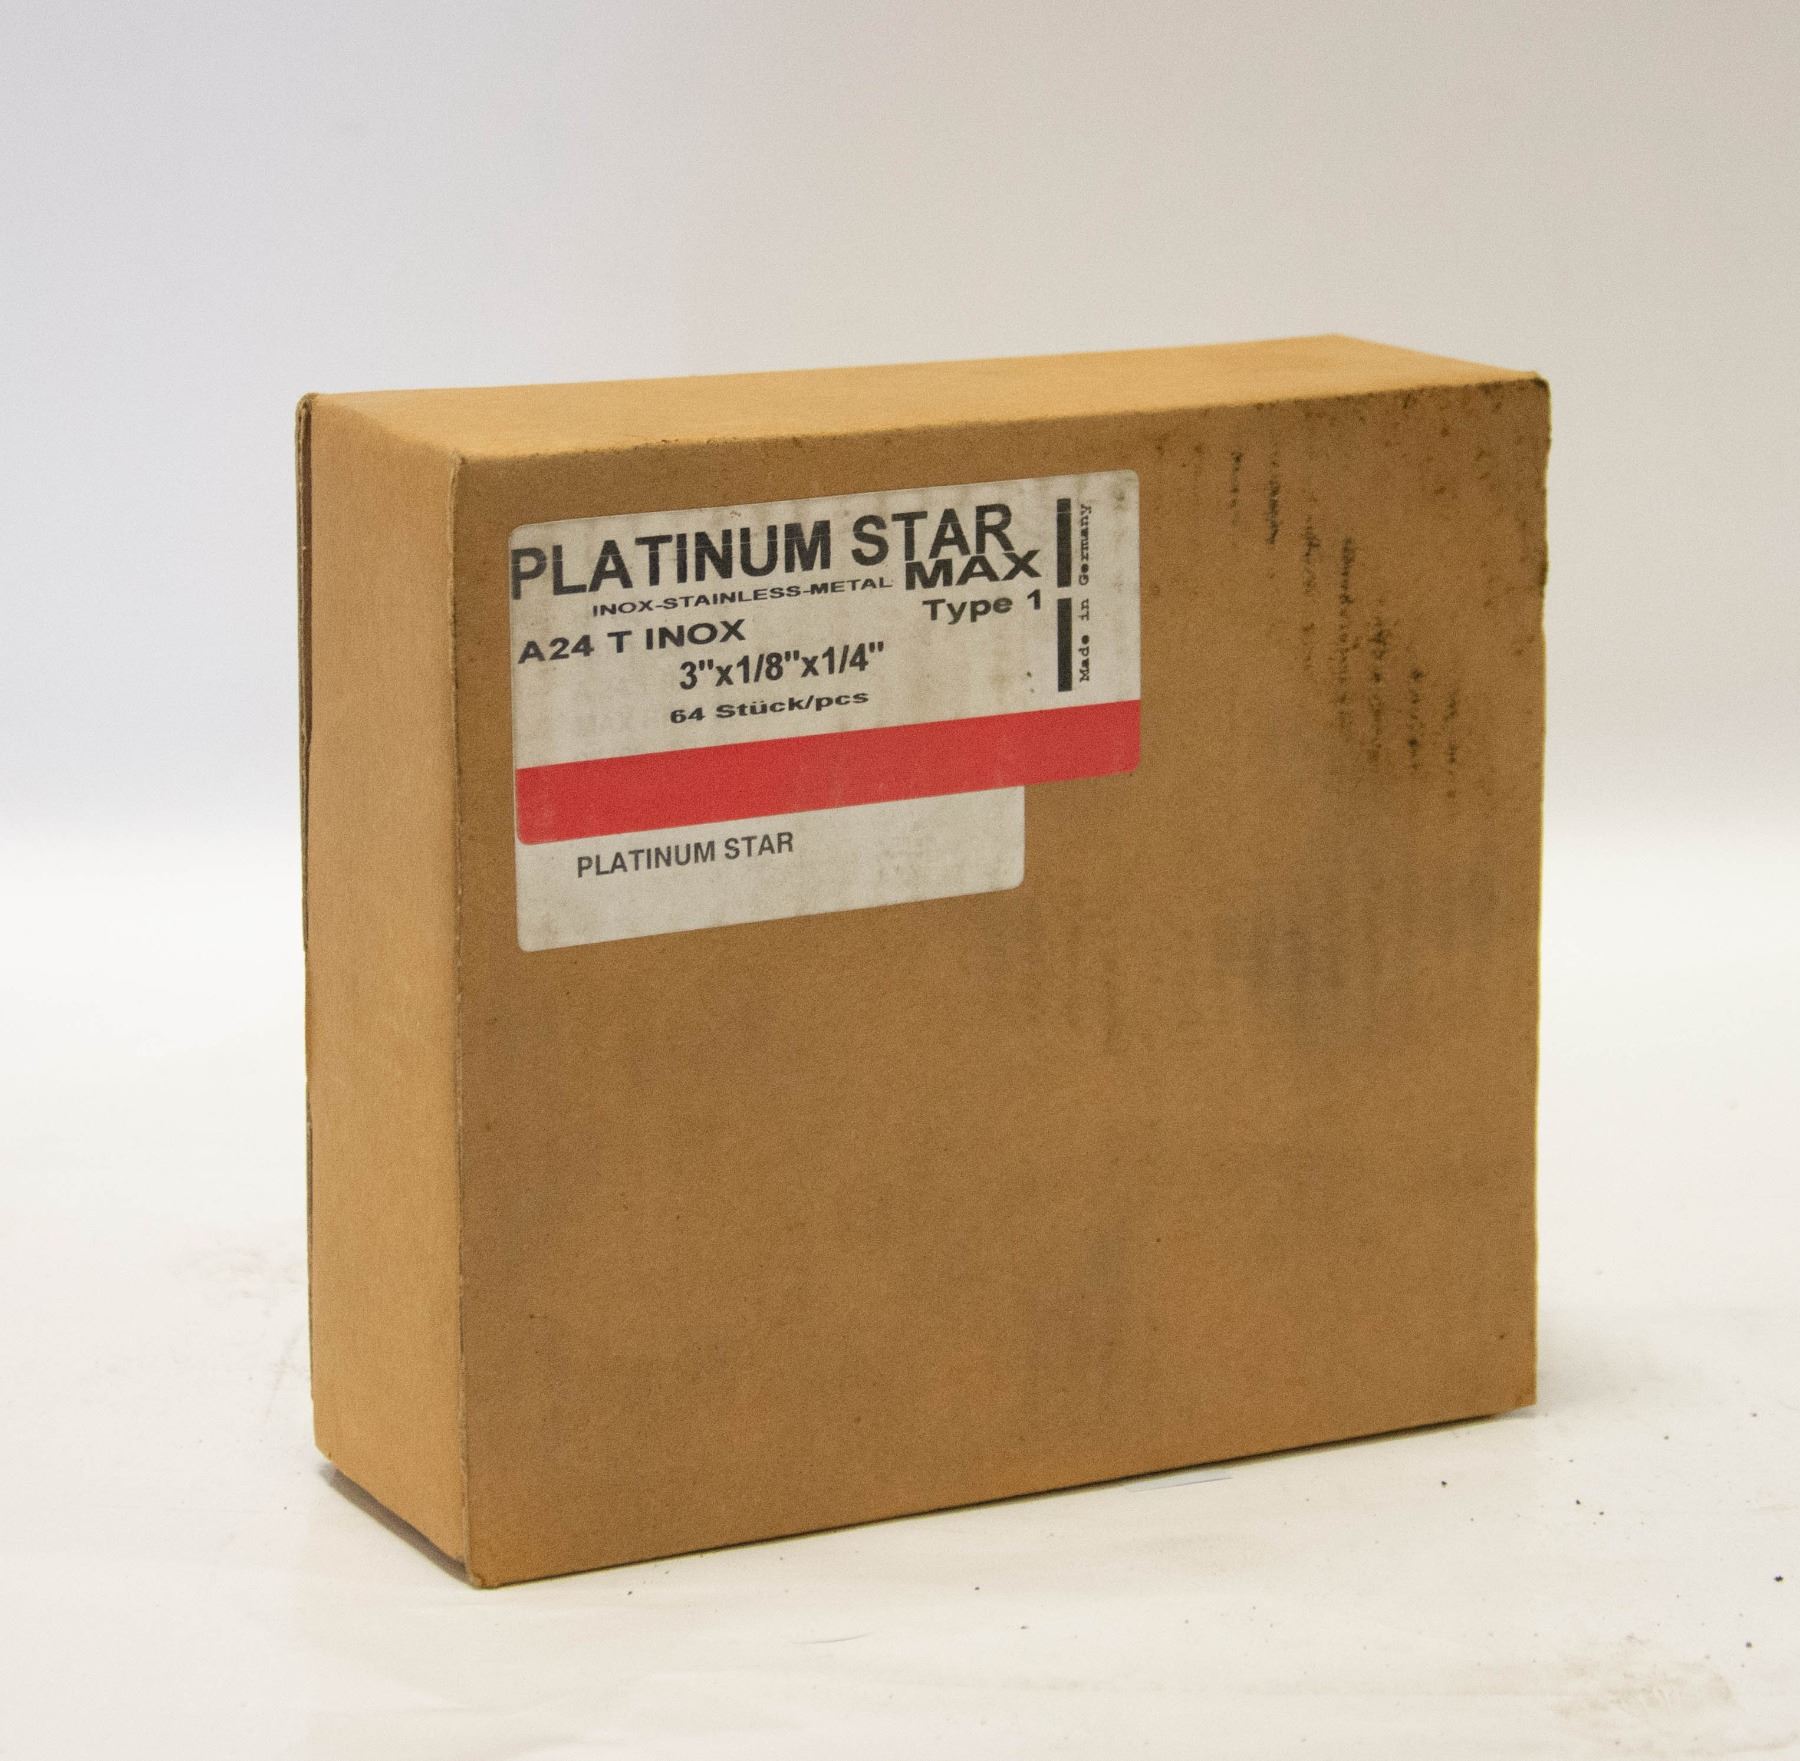 PLATINUM STAR
MAX
INOX-STAINLESS-METAL
Type 1
A24 T INOX
3"x1/8"x1/4"
64 Stück/pcs
Made in Germany
PLATINUM STAR